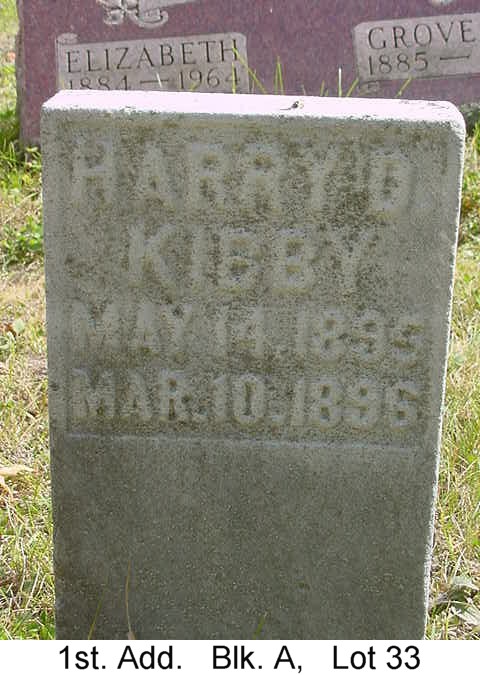 ELIZABETH
1884 — 1964
GROVE
1885 —
HARRY D
KIBBY
MAY 14. 1895
MAR. 10. 1896
1st. Add. Blk. A, Lot 33